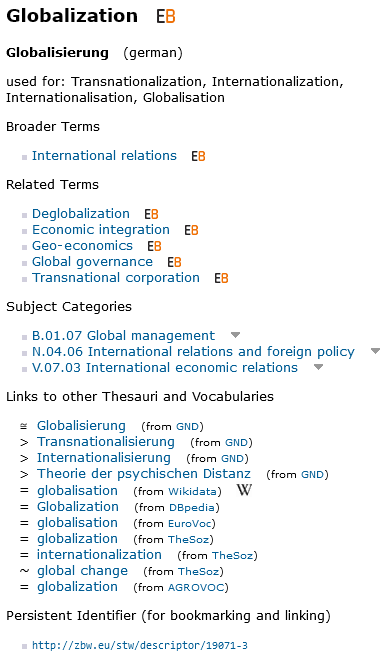 Globalization EB
Globalisierung (german)
used for: Transnationalization, Internationalization,
Internationalisation, Globalisation
Broader Terms
International relations EB
Related Terms
Deglobalization EB
Economic integration EB
Geo-economics EB
Global governance EB
Transnational corporation EB
Subject Categories
B.01.07 Global management
N.04.06 International relations and foreign policy
V.07.03 International economic relations
Links to other Thesauri and Vocabularies
≅ Globalisierung (from GND)
> Transnationalisierung (from GND)
> Internationalisierung (from GND)
> Theorie der psychischen Distanz (from GND)
= globalisation (from Wikidata) W
= Globalization (from DBpedia)
= globalisation (from EuroVoc)
= globalization (from TheSoz)
= internationalization (from TheSoz)
~ global change (from TheSoz)
= globalization (from AGROVOC)
Persistent Identifier (for bookmarking and linking)
http://zbw.eu/stw/descriptor/19071-3